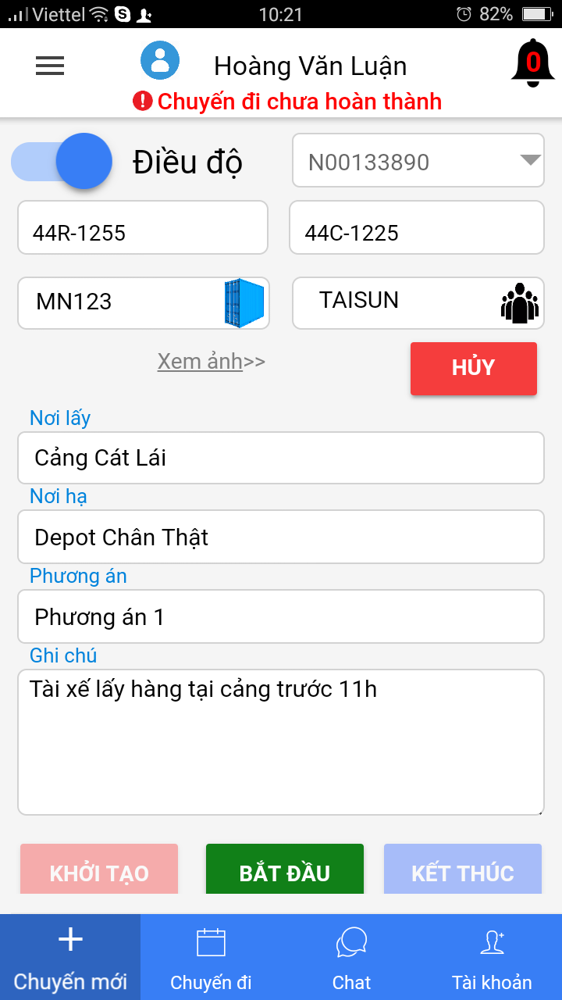 Viettel 10:21 82%
Hoàng Văn Luận
0
Chuyến đi chưa hoàn thành
Điều độ
N00133890
44R-1255
44C-1225
MN123
TAISUN
Xem ảnh>>
HỦY
Nơi lấy
Cảng Cát Lái
Nơi hạ
Depot Chân Thật
Phương án
Phương án 1
Ghi chú
Tài xế lấy hàng tại cảng trước 11h
KHỞI TẠO
BẮT ĐẦU
KẾT THÚC
Chuyến mới
Chuyến đi
Chat
Tài khoản